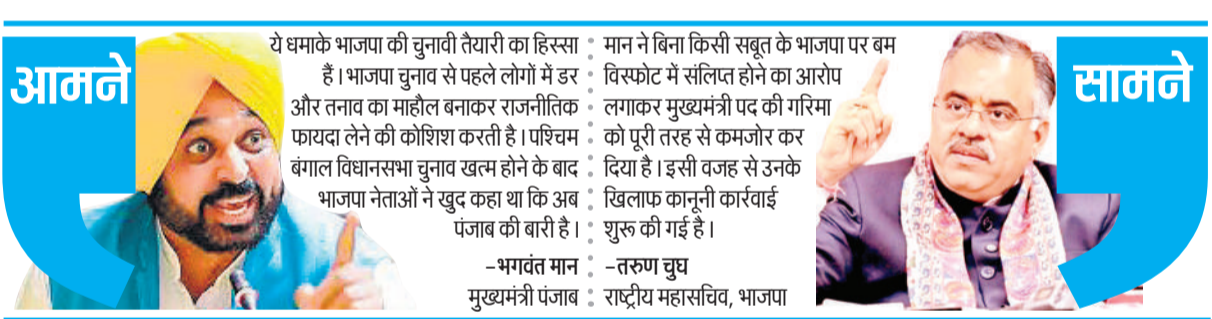 आमने
ये धमाके भाजपा की चुनावी तैयारी का हिस्सा
हैं। भाजपा चुनाव से पहले लोगों में डर
और तनाव का माहौल बनाकर राजनीतिक
फायदा लेने की कोशिश करती है। पश्चिम
बंगाल विधानसभा चुनाव खत्म होने के बाद
भाजपा नेताओं ने खुद कहा था कि अब
पंजाब की बारी है।
–भगवंत मान
मुख्यमंत्री पंजाब
मान ने बिना किसी सबूत के भाजपा पर बम
विस्फोट में संलिप्त होने का आरोप
लगाकर मुख्यमंत्री पद की गरिमा
को पूरी तरह से कमजोर कर
दिया है। इसी वजह से उनके
खिलाफ कानूनी कार्रवाई
शुरू की गई है।
–तरुण चुघ
राष्ट्रीय महासचिव, भाजपा
सामने